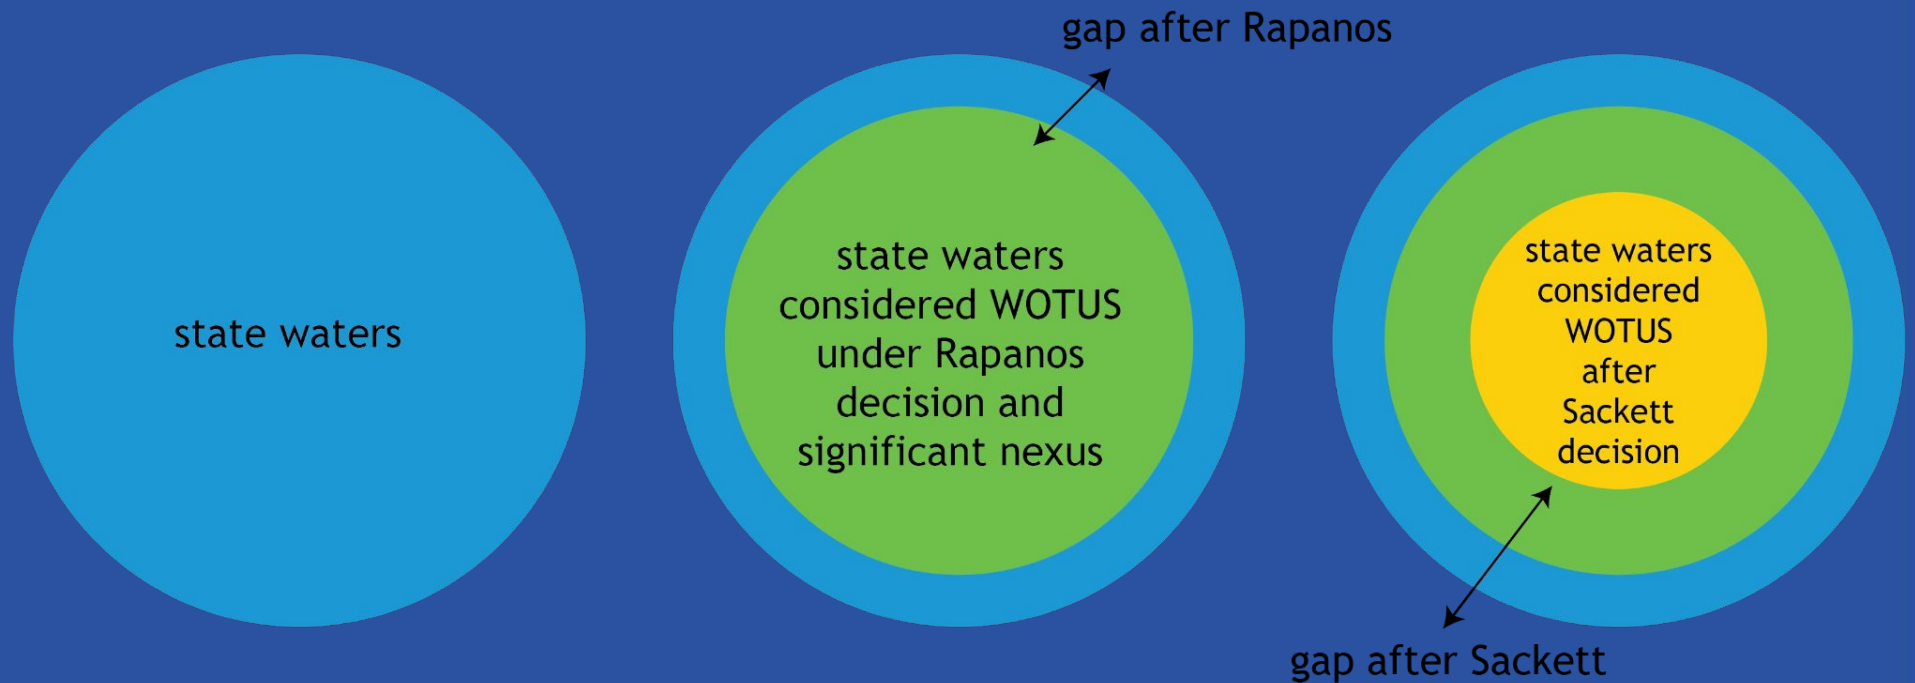 gap after Rapanos
state waters
state waters
considered WOTUS
under Rapanos
decision and
significant nexus
state waters
considered
WOTUS
after
Sackett
decision
gap after Sackett